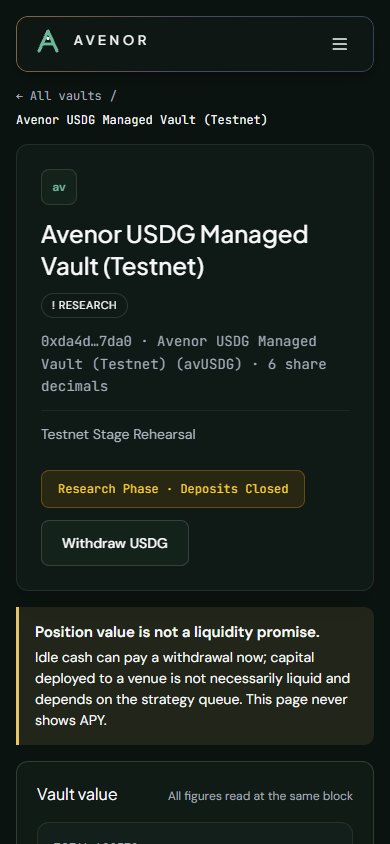 AVENOR
← All vaults /
Avenor USDG Managed Vault (Testnet)
av
Avenor USDG Managed
Vault (Testnet)
! RESEARCH
0xda4d…7da0 · Avenor USDG Managed
Vault (Testnet) (avUSDG) · 6 share
decimals
Testnet Stage Rehearsal
Research Phase · Deposits Closed
Withdraw USDG
Position value is not a liquidity promise.
Idle cash can pay a withdrawal now; capital
deployed to a venue is not necessarily liquid and
depends on the strategy queue. This page never
shows APY.
Vault value
All figures read at the same block